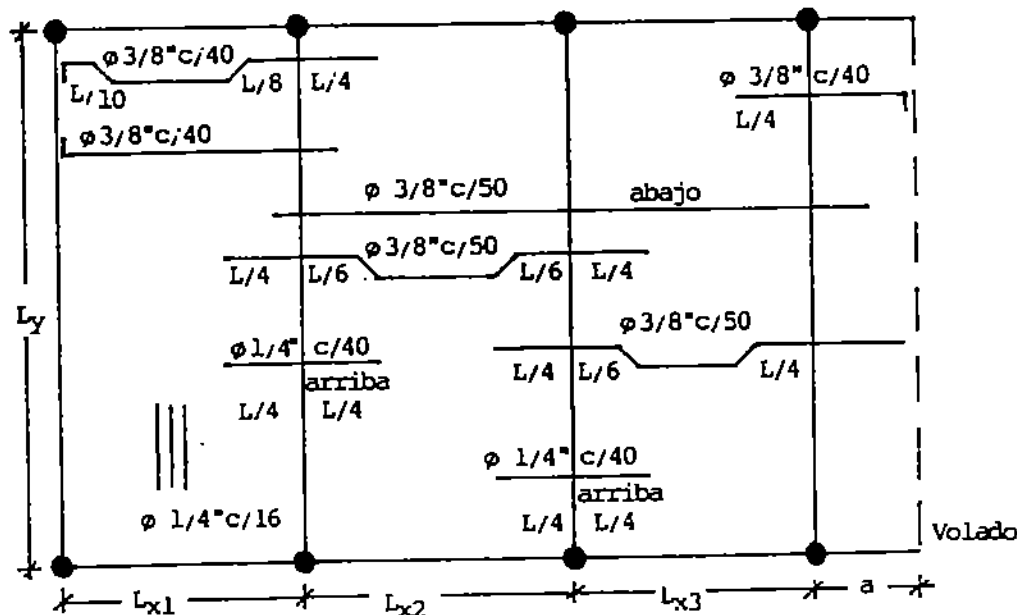 ø 3/8"c/40
L/10 L/8 L/4
ø 3/8" c/40
L/4
ø 3/8"c/40
ø 3/8"c/50 abajo
ø 3/8"c/50
L/4 L/6 L/6 L/4
Ly
ø 3/8"c/50
L/4 L/6 L/4
ø 1/4" c/40
arriba
L/4 L/4
ø 1/4" c/40
arriba
L/4 L/4
ø 1/4"c/16
Volado
Lx1 Lx2 Lx3 a